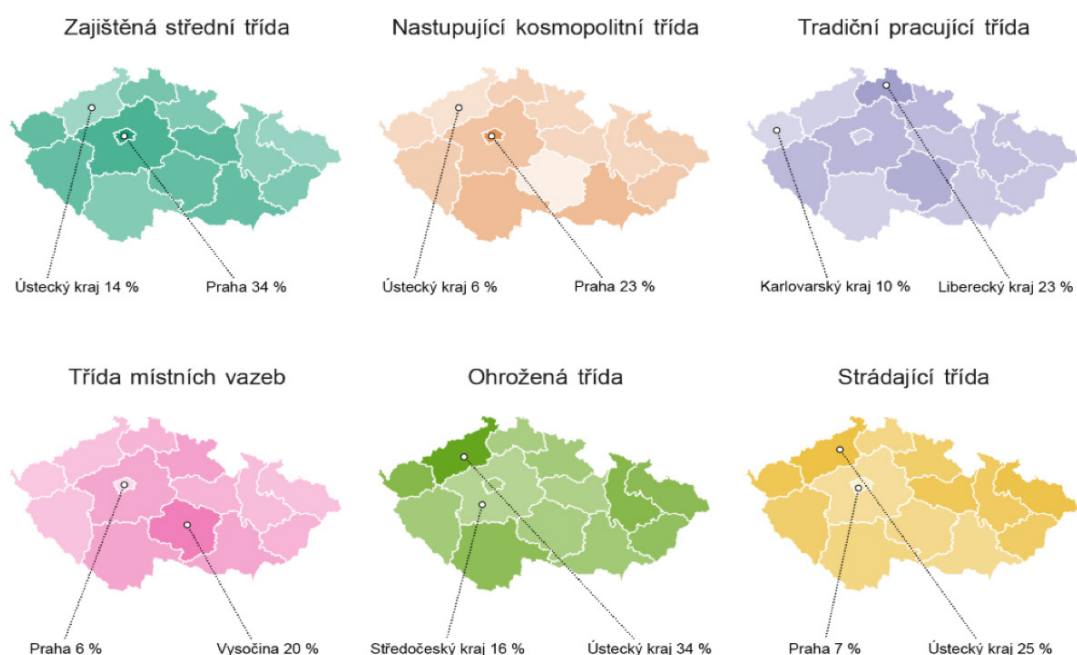 Zajištěná střední třída
Nastupující kosmopolitní třída
Tradiční pracující třída
Ústecký kraj 14 %
Praha 34 %
Ústecký kraj 6 %
Praha 23 %
Karlovarský kraj 10 %
Liberecký kraj 23 %
Třída místních vazeb
Ohrožená třída
Strádající třída
Praha 6 %
Vysočina 20 %
Středočeský kraj 16 %
Ústecký kraj 34 %
Praha 7 %
Ústecký kraj 25 %